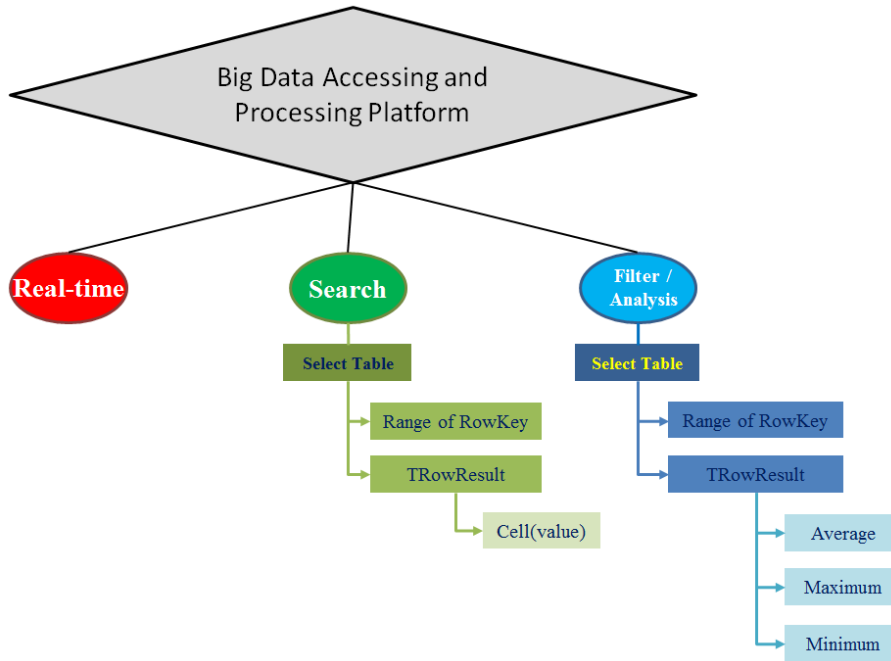 Big Data Accessing and
Processing Platform
Real-time
Search
Filter /
Analysis
Select Table
Select Table
Range of RowKey
Range of RowKey
TRowResult
TRowResult
Cell(value)
Average
Maximum
Minimum